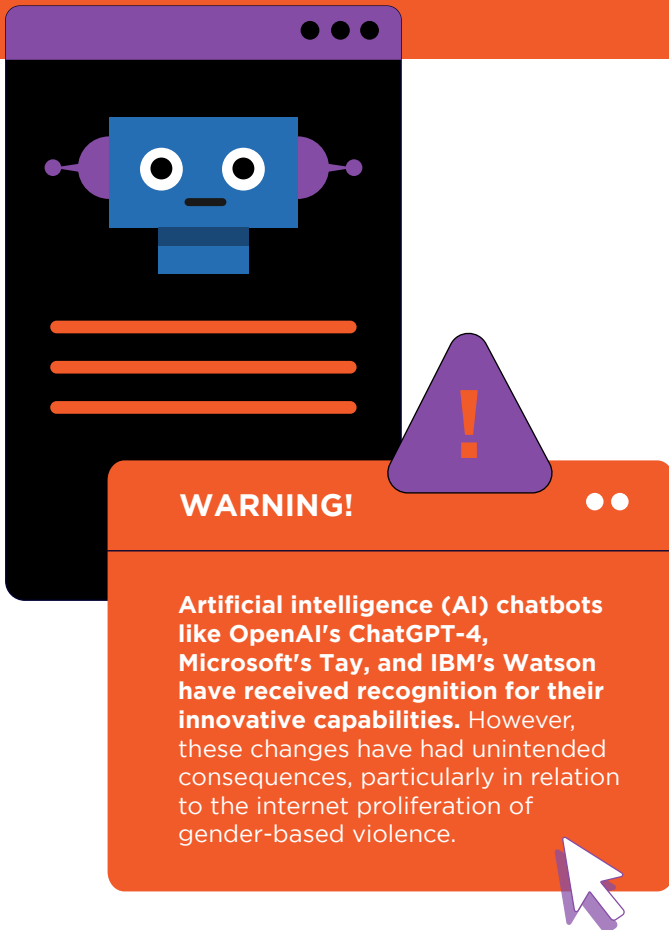 !
WARNING!
Artificial intelligence (AI) chatbots
like OpenAI's ChatGPT-4,
Microsoft's Tay, and IBM's Watson
have received recognition for their
innovative capabilities. However,
these changes have had unintended
consequences, particularly in relation
to the internet proliferation of
gender-based violence.